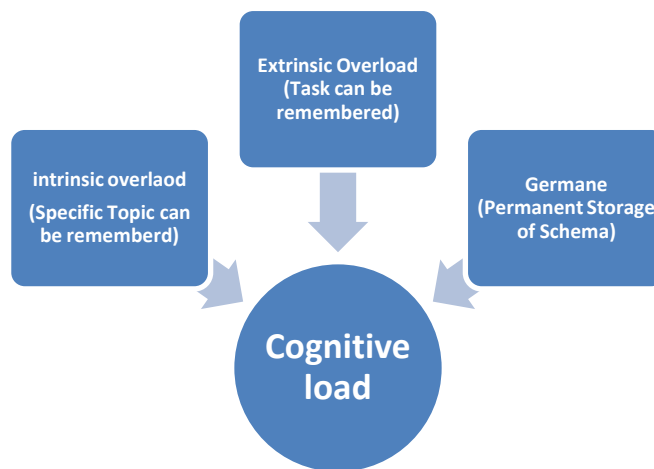 Extrinsic Overload
(Task can be
remembered)
intrinsic overlaod
(Specific Topic can
be rememberd)
Germane
(Permanent Storage
of Schema)
Cognitive
load